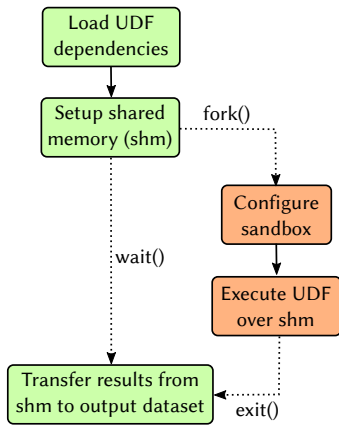 Load UDF
dependencies
Setup shared
memory (shm)
fork()
Configure
sandbox
wait()
Execute UDF
over shm
Transfer results from
shm to output dataset
exit()